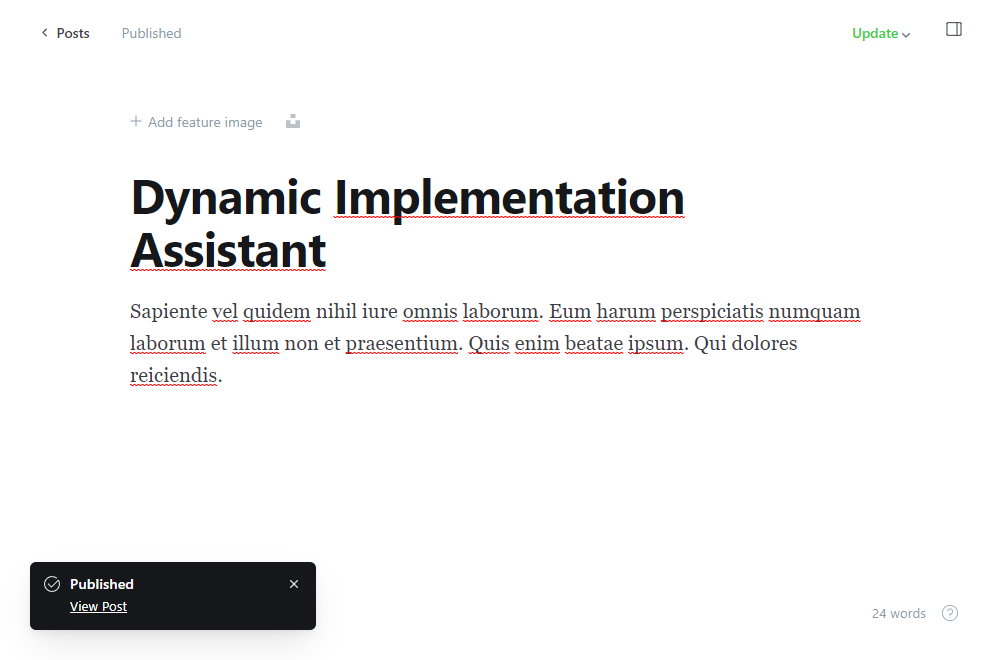 Posts
Published
Update
Add feature image
Dynamic Implementation
Assistant
Sapiente vel quidem nihil iure omnis laborum. Eum harum perspiciatis numquam
laborum et illum non et praesentium. Quis enim beatae ipsum. Qui dolores
reiciendis.
Published
View Post
24 words